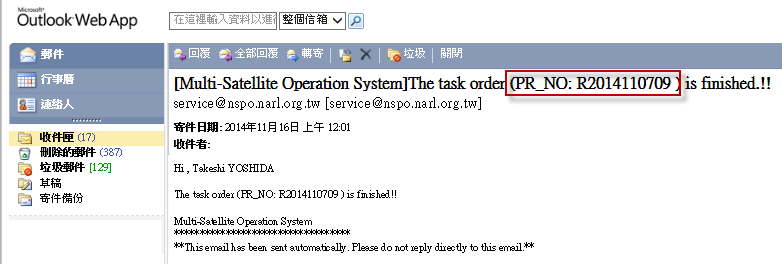 Microsoft
Outlook Web App
在這裡輸入資料以進行
整個信箱
郵件
行事曆
連絡人
收件匣 (17)
刪除的郵件 (387)
垃圾郵件 [129]
草稿
寄件備份
回覆 全部回覆 轉寄 垃圾 關閉
[Multi-Satellite Operation System]The task order (PR_NO: R2014110709 ) is finished.!!
service@nspo.narl.org.tw [service@nspo.narl.org.tw]
寄件日期: 2014年11月16日 上午 12:01
收件者:
Hi , Takeshi YOSHIDA
The task order (PR_NO: R2014110709 ) is finished!!
Multi-Satellite Operation System
**********************************
**This email has been sent automatically. Please do not reply directly to this email.**